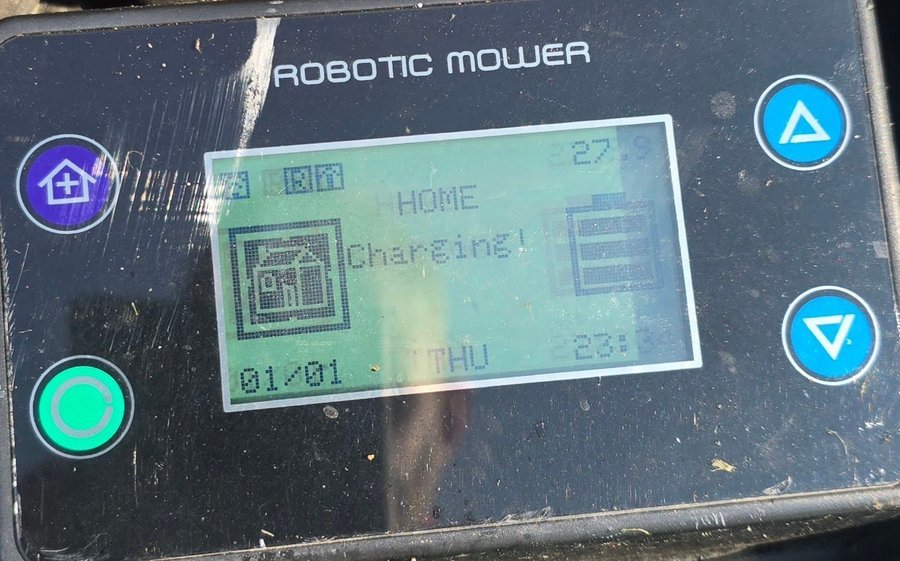 ROBOTIC MOWER
HOME
Charging!
01/01 THU